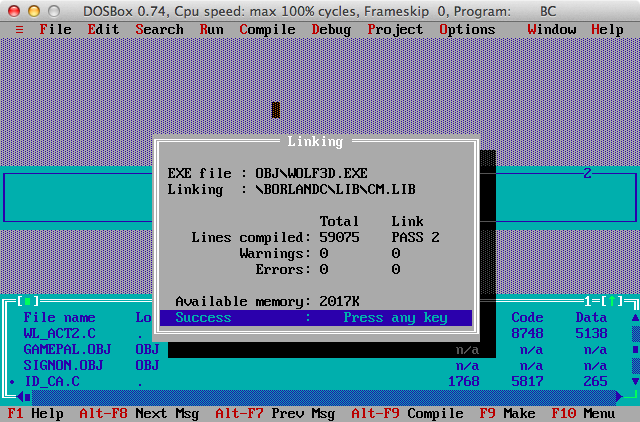 DOSBox 0.74, Cpu speed: max 100% cycles, Frameskip 0, Program: BC
≡ File Edit Search Run Compile Debug Project Options Window Help
Linking
EXE file : OBJ\WOLF3D.EXE
2
Linking : \BORLANDC\LIB\CM.LIB
Total Link
Lines compiled: 59075 PASS 2
Warnings: 0 0
Errors: 0 0
Available memory: 2017K
1=[↑]
Success : Press any key
File name Lo Code Data
WL_ACT2.C . 8748 5138
GAMEPAL.OBJ OBJ n/a n/a n/a
SIGNON.OBJ OBJ n/a n/a n/a
• ID_CA.C . 1768 5817 265
F1 Help Alt-F8 Next Msg Alt-F7 Prev Msg Alt-F9 Compile F9 Make F10 Menu